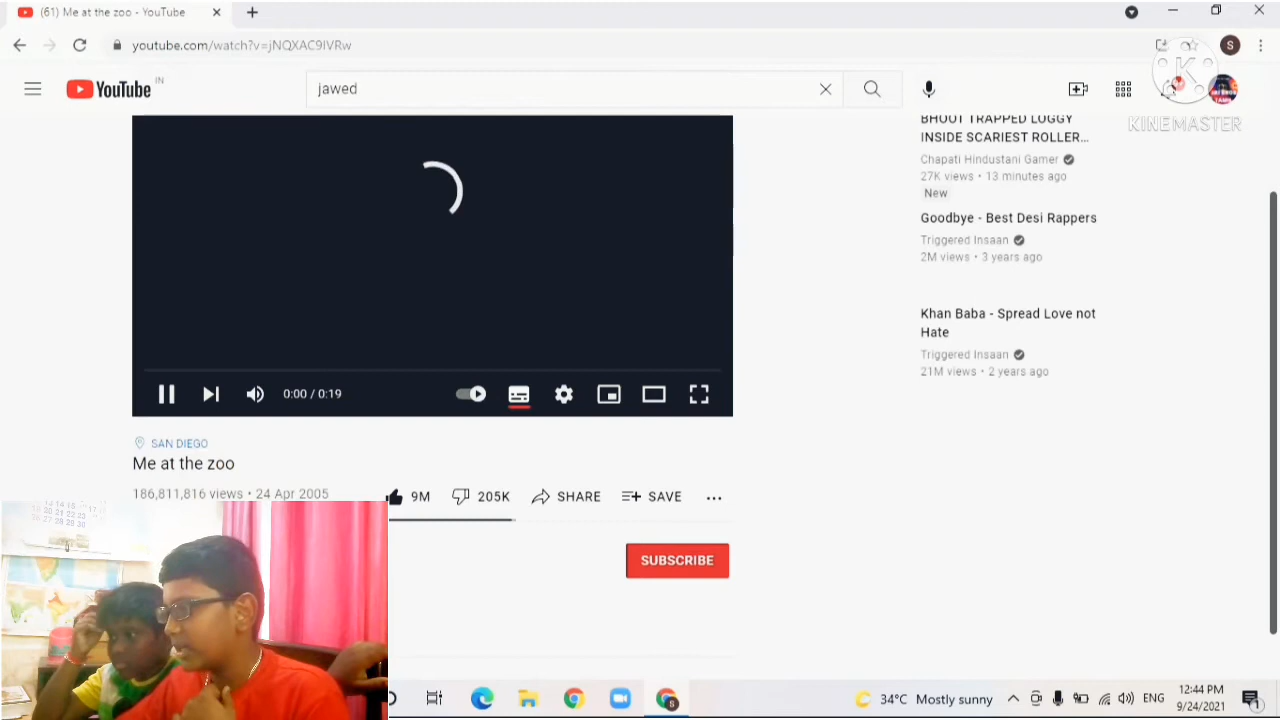 (61) Me at the zoo - YouTube
youtube.com/watch?v=jNQXAC9IVRw
S
YouTube IN
jawed
KINEMASTER
BHOOT TRAPPED LOGGY
INSIDE SCARIEST ROLLER...
Chapati Hindustani Gamer
27K views • 13 minutes ago
New
Goodbye - Best Desi Rappers
Triggered Insaan
2M views • 3 years ago
Khan Baba - Spread Love not
Hate
Triggered Insaan
21M views • 2 years ago
0:00 / 0:19
SAN DIEGO
Me at the zoo
186,811,816 views • 24 Apr 2005
9M
205K
SHARE
SAVE
SUBSCRIBE
34°C Mostly sunny
ENG
12:44 PM
9/24/2021